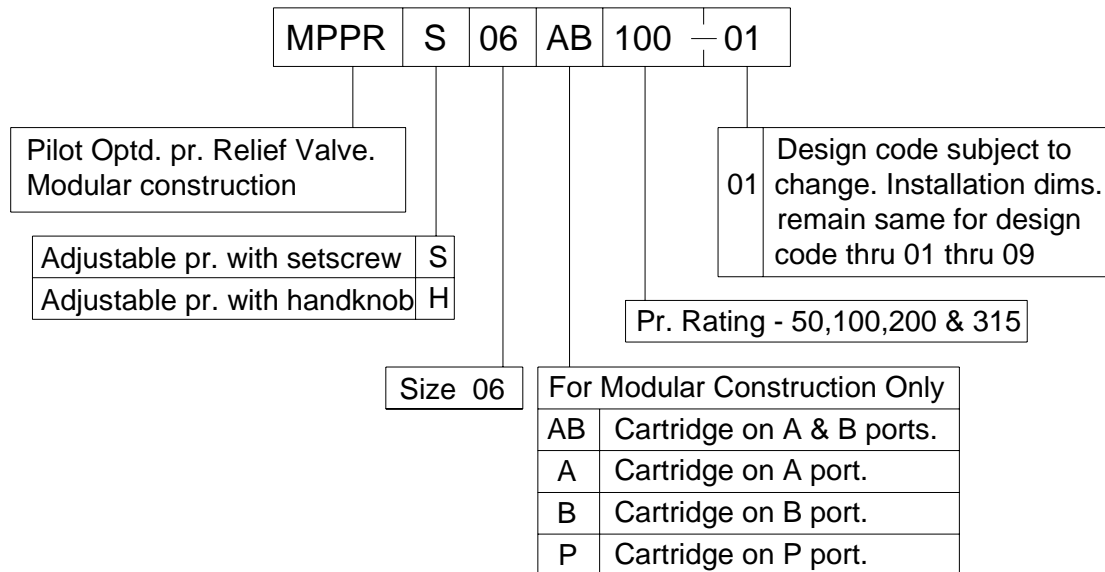 MPPR S 06 AB 100 - 01
Pilot Optd. pr. Relief Valve.
Modular construction
Adjustable pr. with setscrew S
Adjustable pr. with handknob H
Size 06
For Modular Construction Only
AB Cartridge on A & B ports.
A Cartridge on A port.
B Cartridge on B port.
P Cartridge on P port.
Pr. Rating - 50,100,200 & 315
01
Design code subject to
change. Installation dims.
remain same for design
code thru 01 thru 09